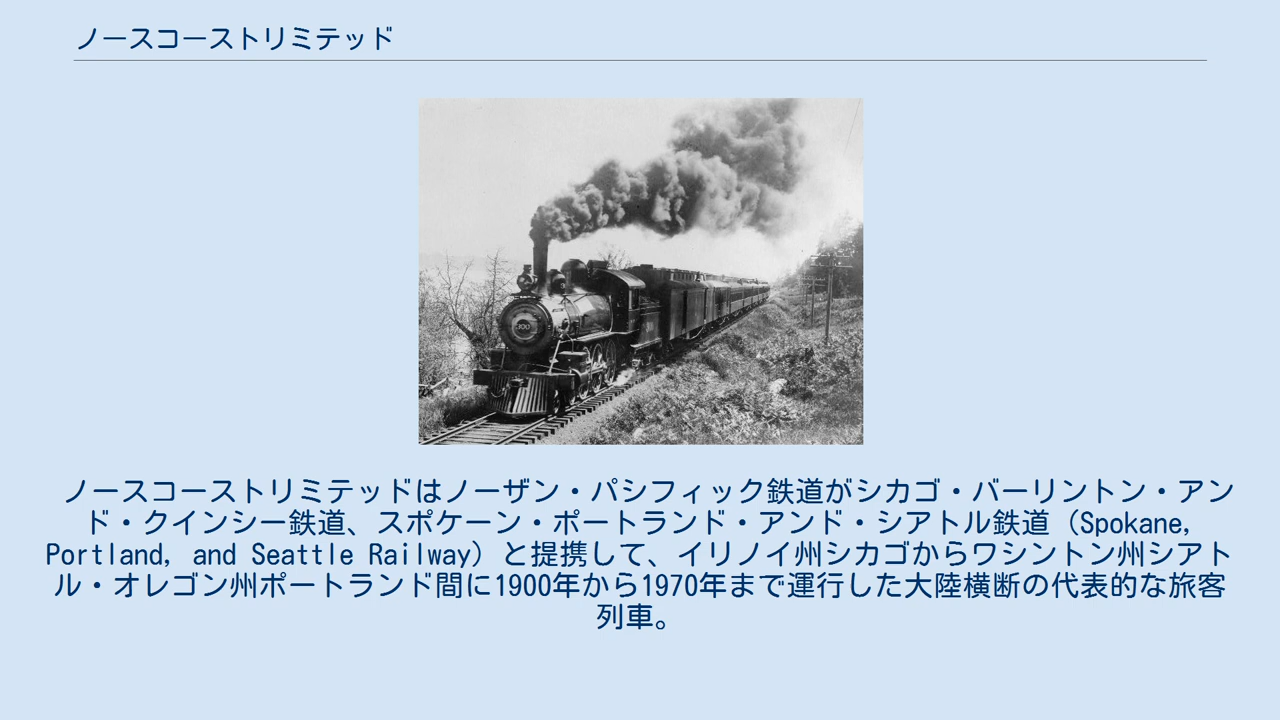 ノースコーストリミテッド
300
ノースコーストリミテッドはノーザン・パシフィック鉄道がシカゴ・バーリントン・アン
ド・クインシー鉄道、スポケーン・ポートランド・アンド・シアトル鉄道（Spokane,
Portland, and Seattle Railway）と提携して、イリノイ州シカゴからワシントン州シアト
ル・オレゴン州ポートランド間に1900年から1970年まで運行した大陸横断の代表的な旅客
列車。